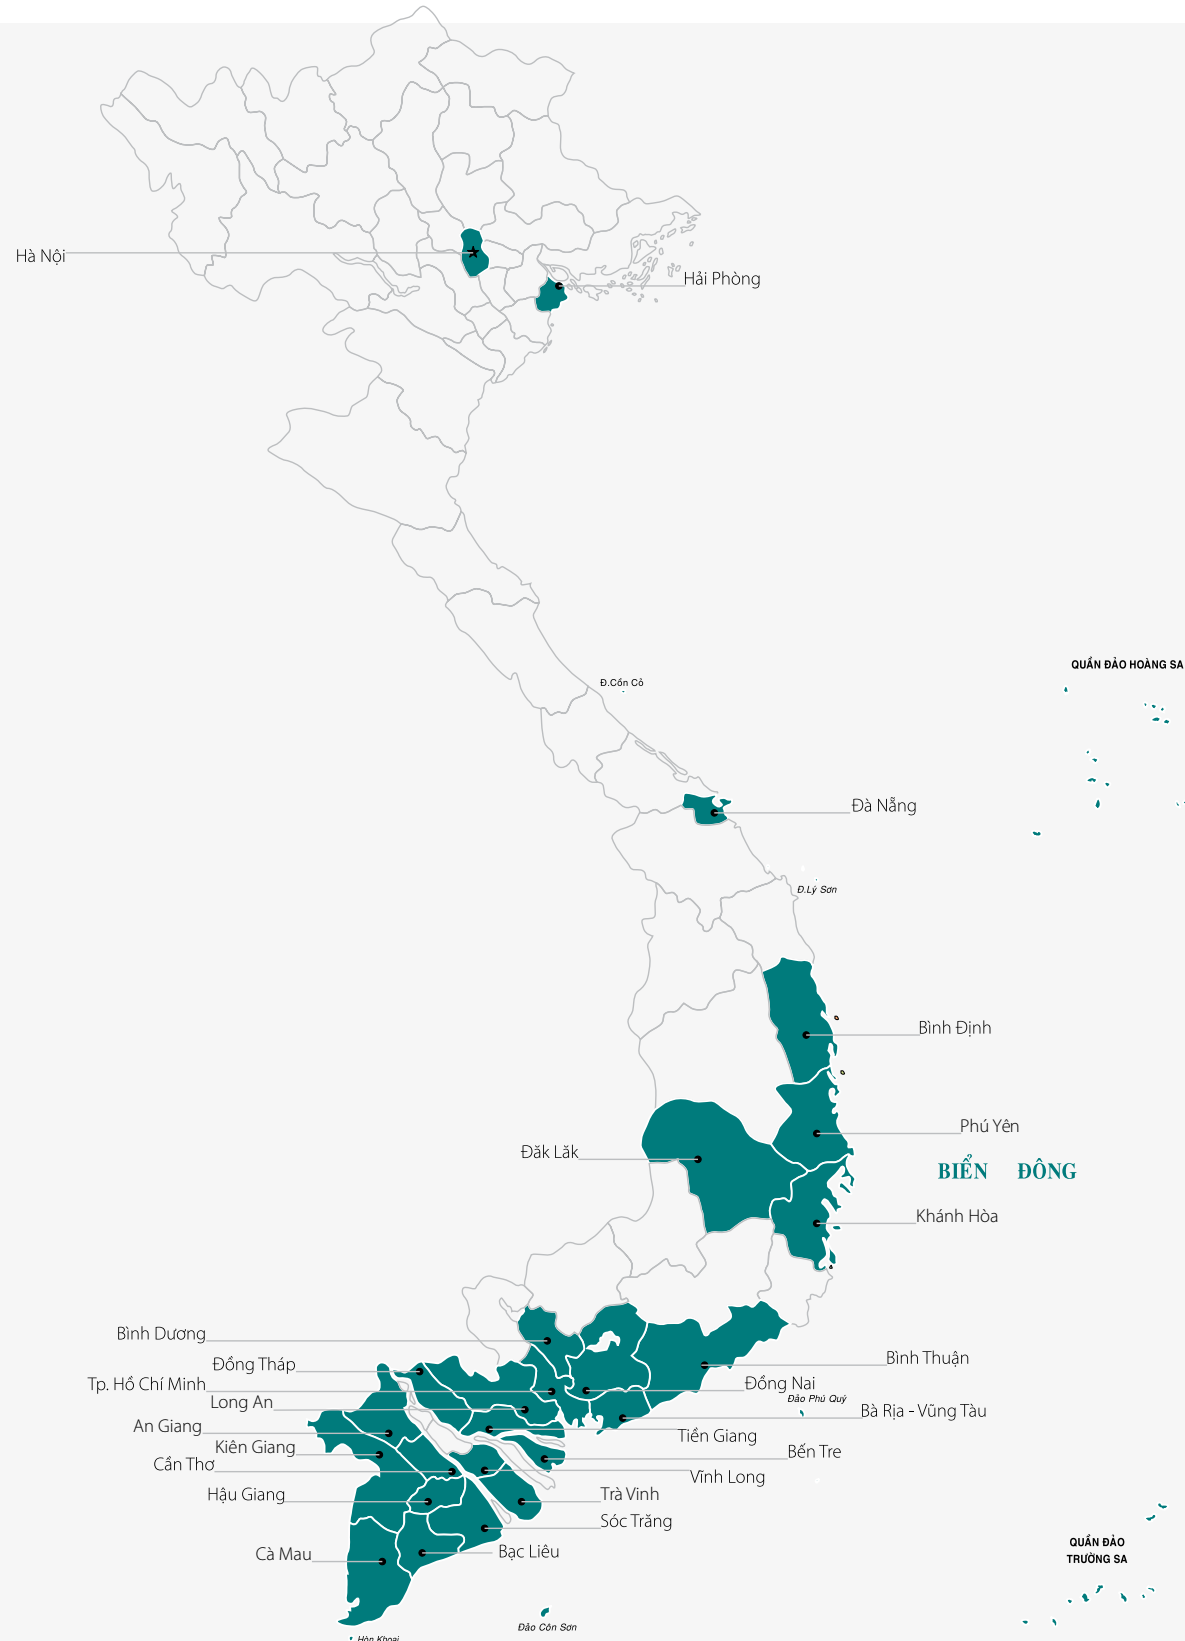 Hà Nội
Hải Phòng
QUẦN ĐẢO HOÀNG SA
Đ.Cồn Cỏ
Đà Nẵng
Đ.Lý Sơn
Bình Định
Phú Yên
Đăk Lăk
BIỂN ĐÔNG
Khánh Hòa
Bình Dương
Bình Thuận
Đồng Tháp
Tp. Hồ Chí Minh
Đồng Nai
Đảo Phú Quý
Long An
Bà Rịa - Vũng Tàu
An Giang
Tiền Giang
Kiên Giang
Bến Tre
Cần Thơ
Vĩnh Long
Hậu Giang
Trà Vinh
Sóc Trăng
Cà Mau
Bạc Liêu
QUẦN ĐẢO
TRƯỜNG SA
Đảo Côn Sơn
Hòn Khoai